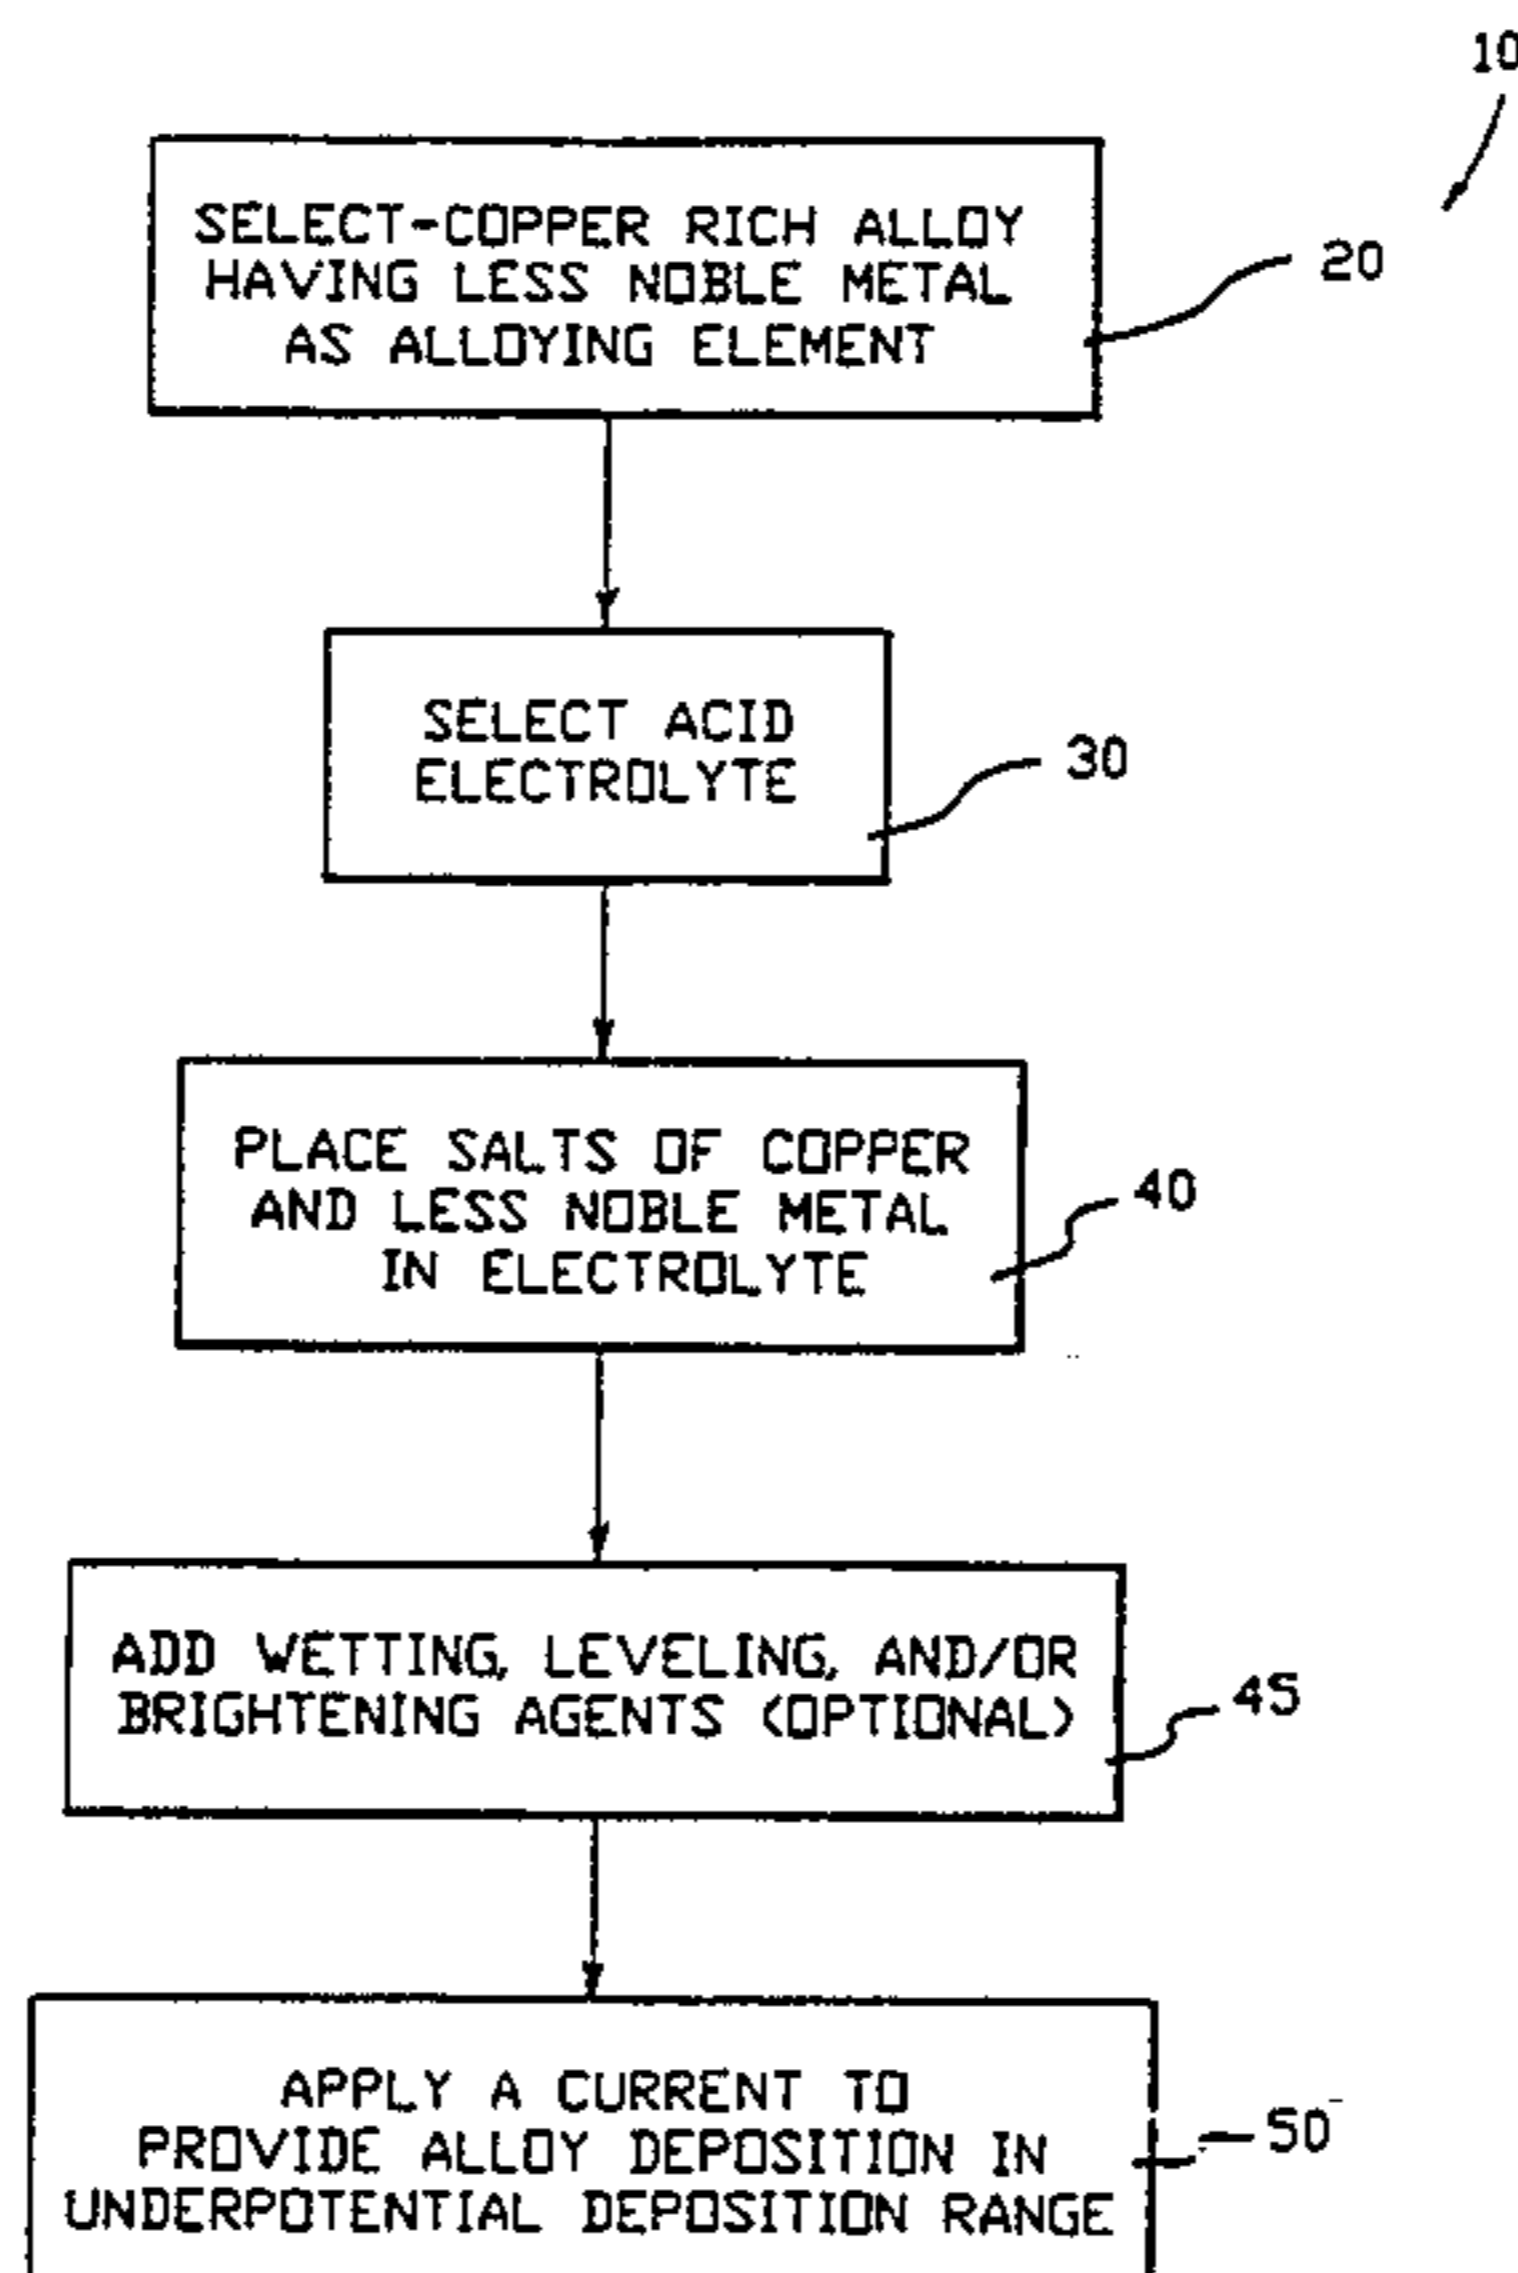 10
SELECT-COPPER RICH ALLOY
HAVING LESS NOBLE METAL
AS ALLOYING ELEMENT
20
SELECT ACID
ELECTROLYTE
30
PLACE SALTS OF COPPER
AND LESS NOBLE METAL
IN ELECTROLYTE
40
ADD WETTING, LEVELING, AND/OR
BRIGHTENING AGENTS (OPTIONAL)
45
APPLY A CURRENT TO
PROVIDE ALLOY DEPOSITION IN
UNDERPOTENTIAL DEPOSITION RANGE
50